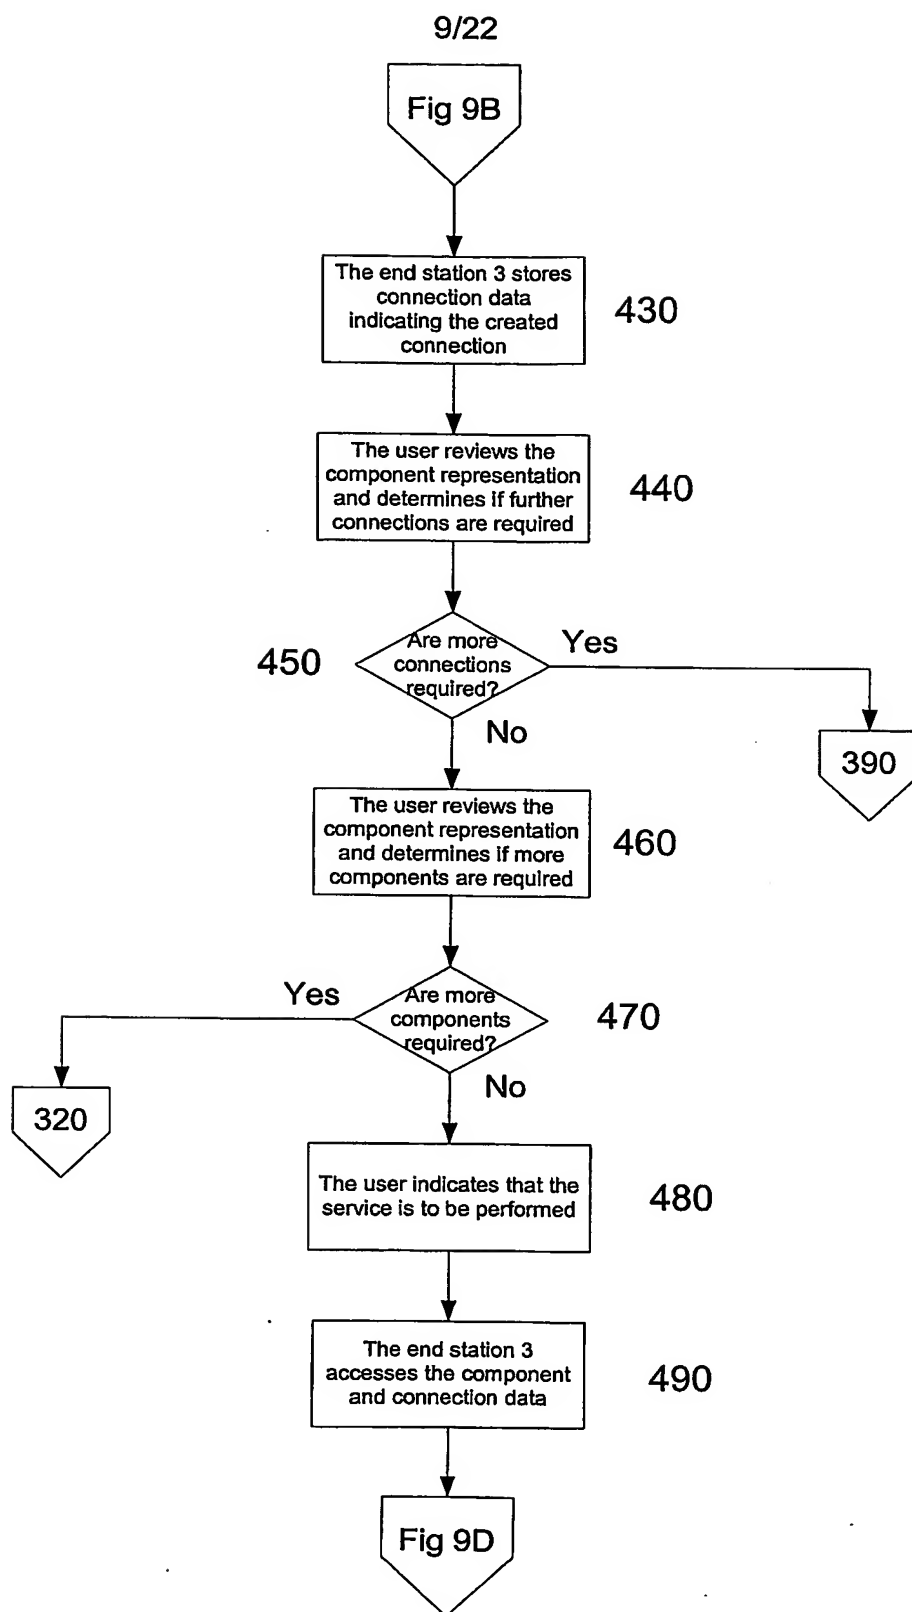 9/22
Fig 9B
The end station 3 stores
connection data
indicating the created
connection
430
The user reviews the
component representation
and determines if further
connections are required
440
450
Are more
connections
required?
Yes
No
390
The user reviews the
component representation
and determines if more
components are required
460
Yes
Are more
components
required?
470
No
320
The user indicates that the
service is to be performed
480
The end station 3
accesses the component
and connection data
490
Fig 9D